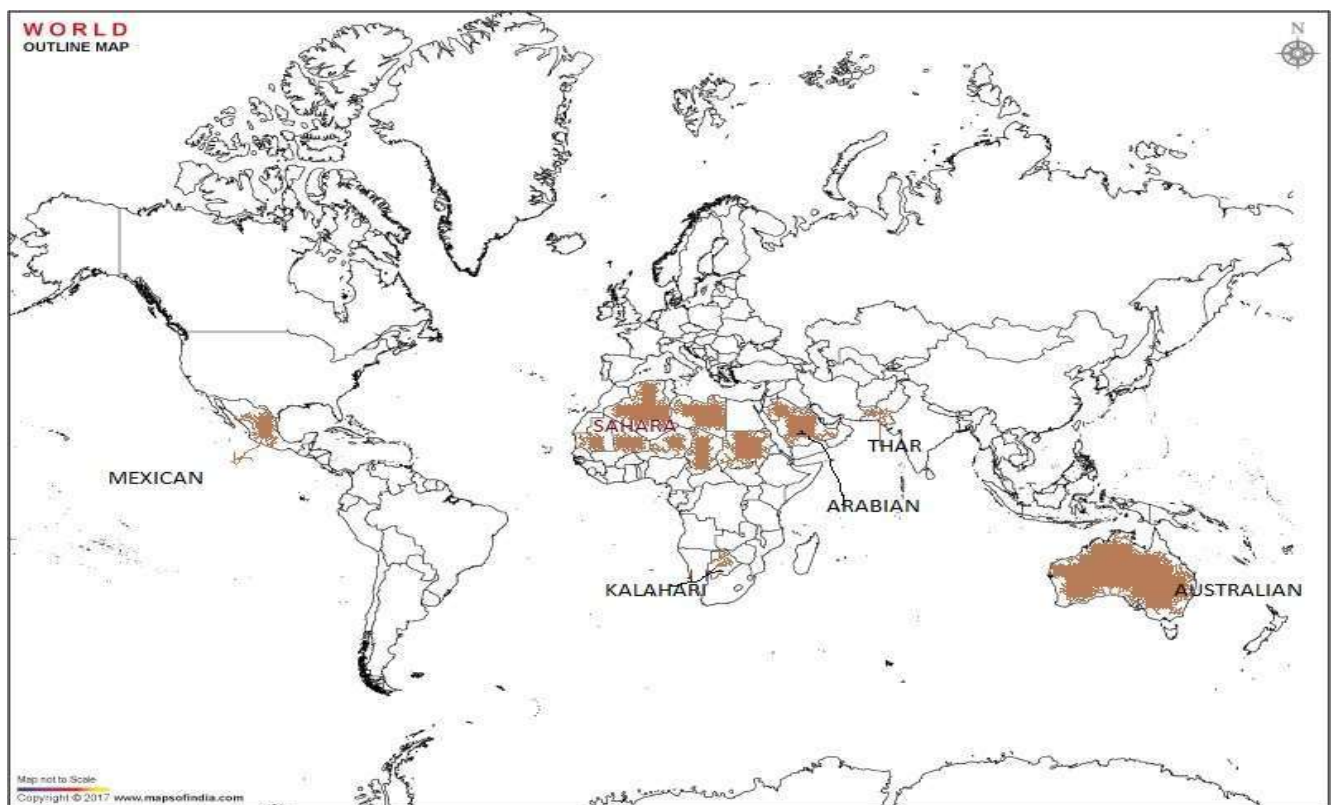 WORLD
OUTLINE MAP
N
SAHARA
THAR
MEXICAN
ARABIAN
KALAHARI
AUSTRALIAN
Map not to Scale
Copyright © 2017 www.mapsofindia.com